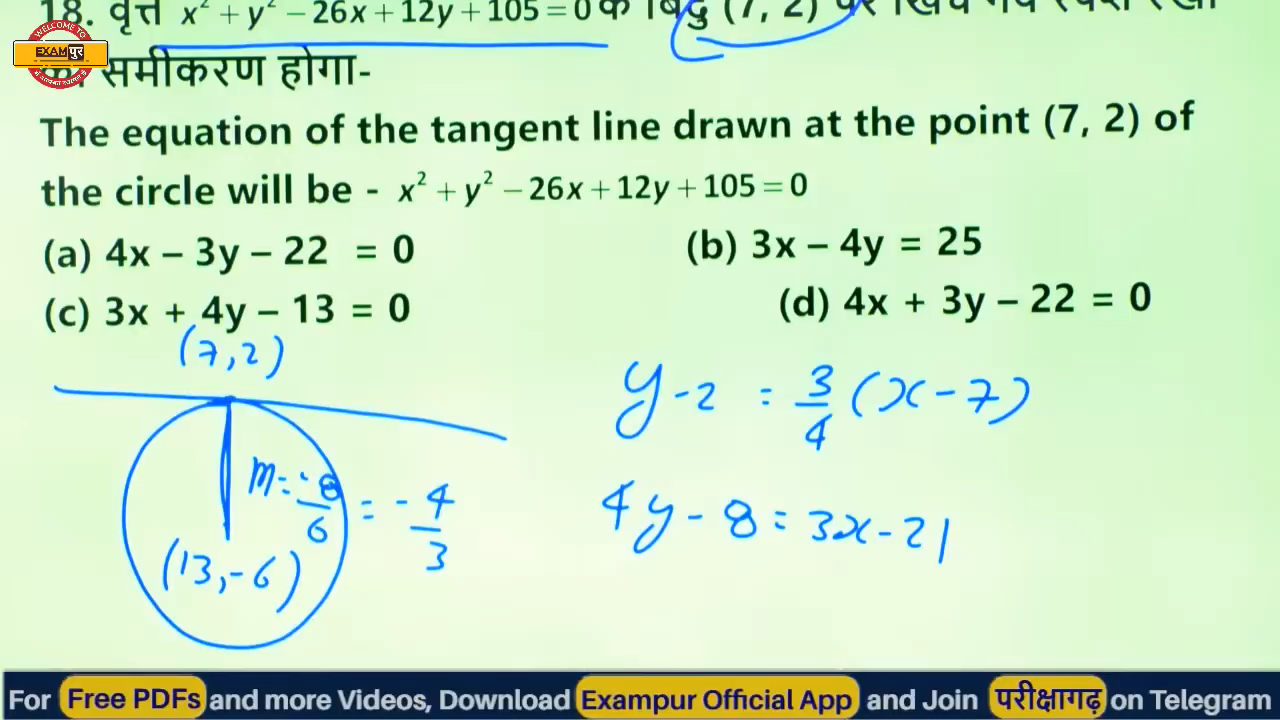 18. वृत्त x² + y² − 26x + 12y + 105 = 0 के बिंदु (7, 2) पर
का समीकरण होगा-
The equation of the tangent line drawn at the point (7, 2) of
the circle will be - x² + y² − 26x + 12y + 105 = 0
(a) 4x − 3y − 22 = 0
(b) 3x − 4y = 25
(c) 3x + 4y − 13 = 0
(d) 4x + 3y − 22 = 0
(7, 2)
y - 2 = 3/4 (x - 7)
m = -8/6 = -4/3
4y - 8 = 3x - 21
(13, -6)
WELCOME TO
EXAMपुर
For Free PDFs and more Videos, Download Exampur Official App and Join परीक्षागढ़ on Telegram